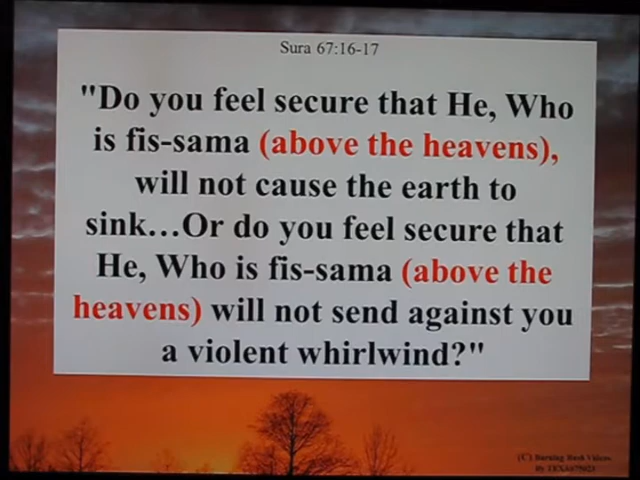 Sura 67:16-17
"Do you feel secure that He, Who
is fis-sama (above the heavens),
will not cause the earth to
sink…Or do you feel secure that
He, Who is fis-sama (above the
heavens) will not send against you
a violent whirlwind?"
(C) Burning Bush Videos
By